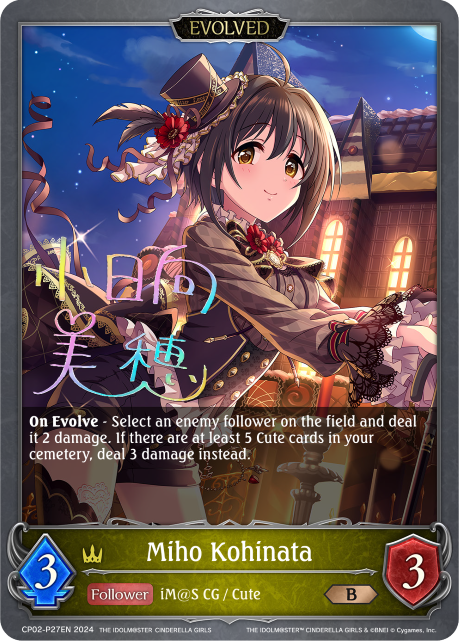 EVOLVED
小日向
美穂
On Evolve - Select an enemy follower on the field and deal
it 2 damage. If there are at least 5 Cute cards in your
cemetery, deal 3 damage instead.
3
Miho Kohinata
3
Follower iM@S CG / Cute
B
CP02-P27EN 2024 THE IDOLM@STER CINDERELLA GIRLS THE IDOLM@STER™ CINDERELLA GIRLS & ©BNEI © Cygames, Inc.